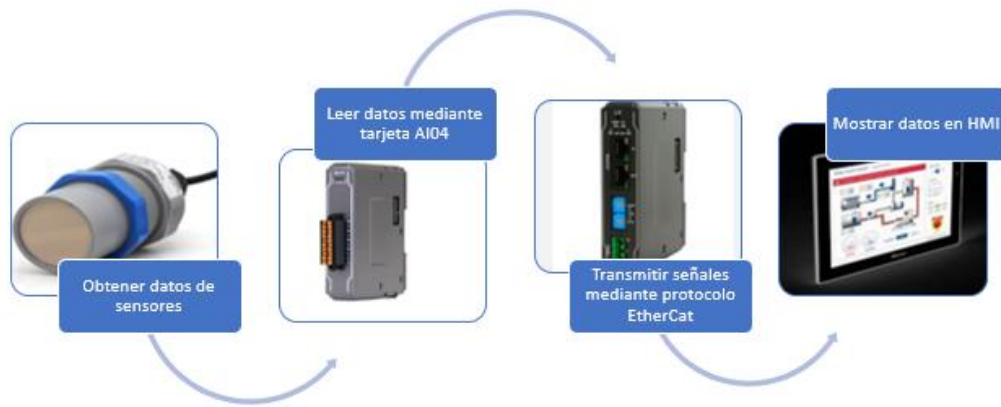 Obtener datos de
sensores
Leer datos mediante
tarjeta AI04
Transmitir señales
mediante protocolo
EtherCat
Mostrar datos en HMI